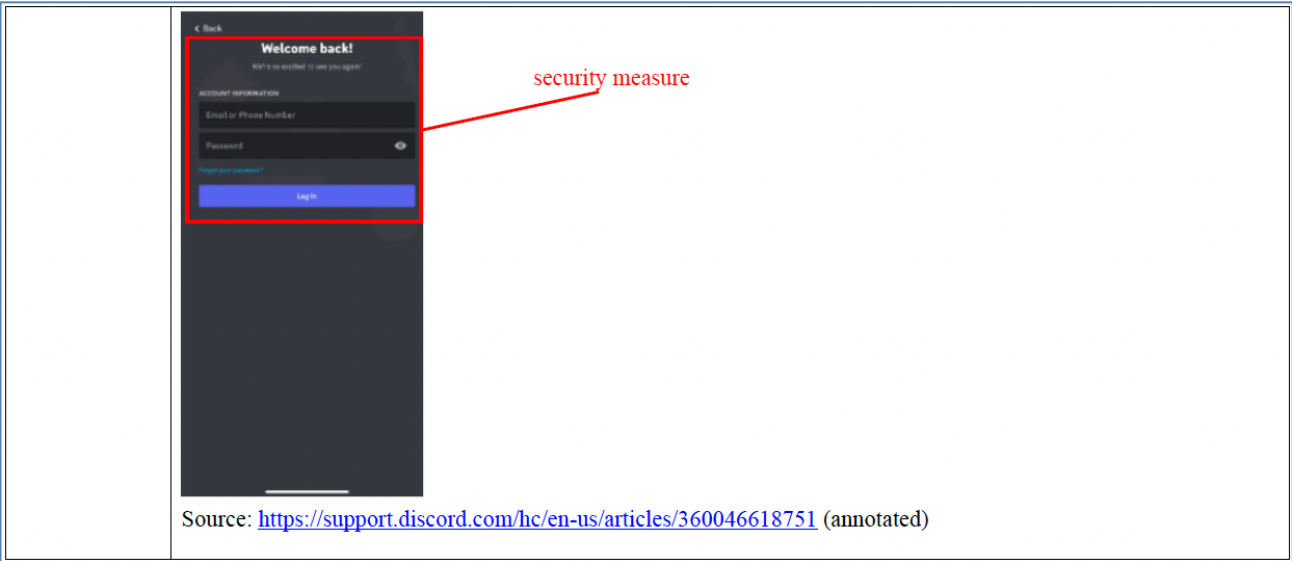 < Back
Welcome back!
We're so excited to see you again!
security measure
ACCOUNT INFORMATION
Email or Phone Number
Password
Forgot your password?
Log In
Source: https://support.discord.com/hc/en-us/articles/360046618751 (annotated)